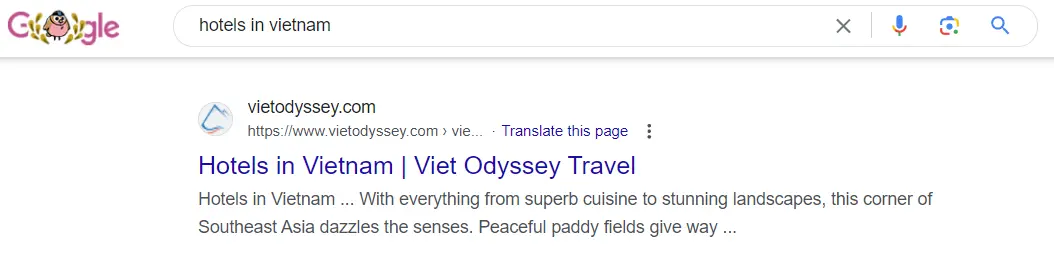 Google
hotels in vietnam
vietodyssey.com
https://www.vietodyssey.com › vie... · Translate this page
Hotels in Vietnam | Viet Odyssey Travel
Hotels in Vietnam ... With everything from superb cuisine to stunning landscapes, this corner of
Southeast Asia dazzles the senses. Peaceful paddy fields give way ...